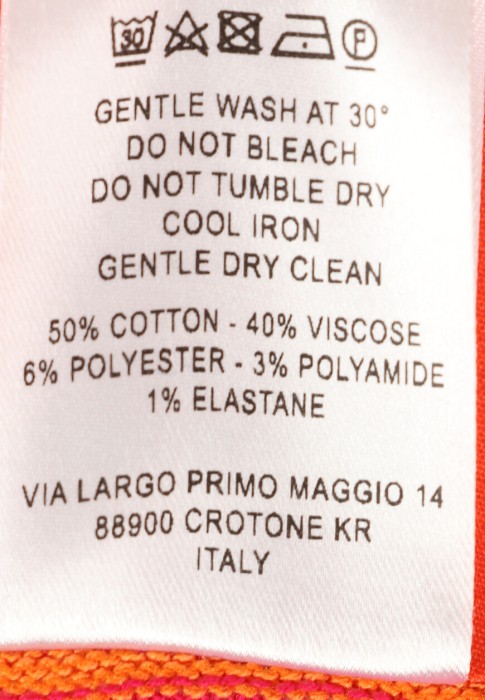 30 P
GENTLE WASH AT 30°
DO NOT BLEACH
DO NOT TUMBLE DRY
COOL IRON
GENTLE DRY CLEAN
50% COTTON - 40% VISCOSE
6% POLYESTER - 3% POLYAMIDE
1% ELASTANE
VIA LARGO PRIMO MAGGIO 14
88900 CROTONE KR
ITALY